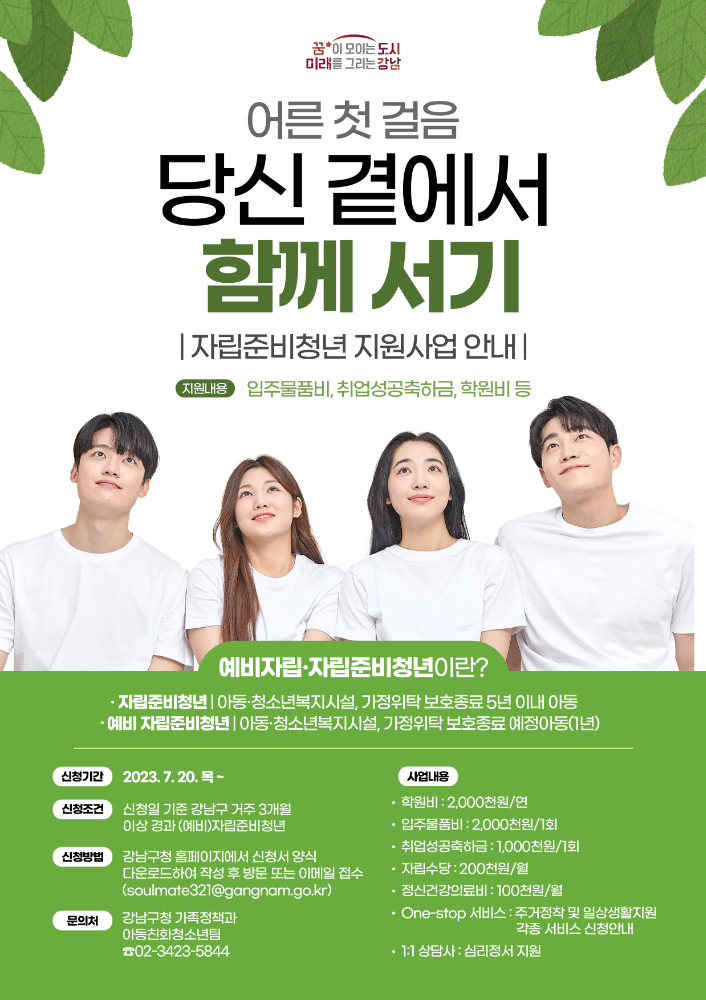 꿈*이 모이는 도시
미래를 그리는 강남
어른 첫 걸음
당신 곁에서
함께 서기
| 자립준비청년 지원사업 안내 |
지원내용 입주물품비, 취업성공축하금, 학원비 등
예비자립·자립준비청년이란?
· 자립준비청년 | 아동·청소년복지시설, 가정위탁 보호종료 5년 이내 아동
· 예비 자립준비청년 | 아동·청소년복지시설, 가정위탁 보호종료 예정아동(1년)
신청기간 2023. 7. 20. 목 ~
신청조건 신청일 기준 강남구 거주 3개월
이상 경과 (예비)자립준비청년
신청방법 강남구청 홈페이지에서 신청서 양식
다운로드하여 작성 후 방문 또는 이메일 접수
(soulmate321@gangnam.go.kr)
문의처 강남구청 가족정책과
아동친화청소년팀
☎02-3423-5844
사업내용
· 학원비 : 2,000천원/연
· 입주물품비 : 2,000천원/1회
· 취업성공축하금 : 1,000천원/1회
· 자립수당 : 200천원/월
· 정신건강의료비 : 100천원/월
· One-stop 서비스 : 주거정착 및 일상생활지원
각종 서비스 신청안내
· 1:1 상담사 : 심리정서 지원